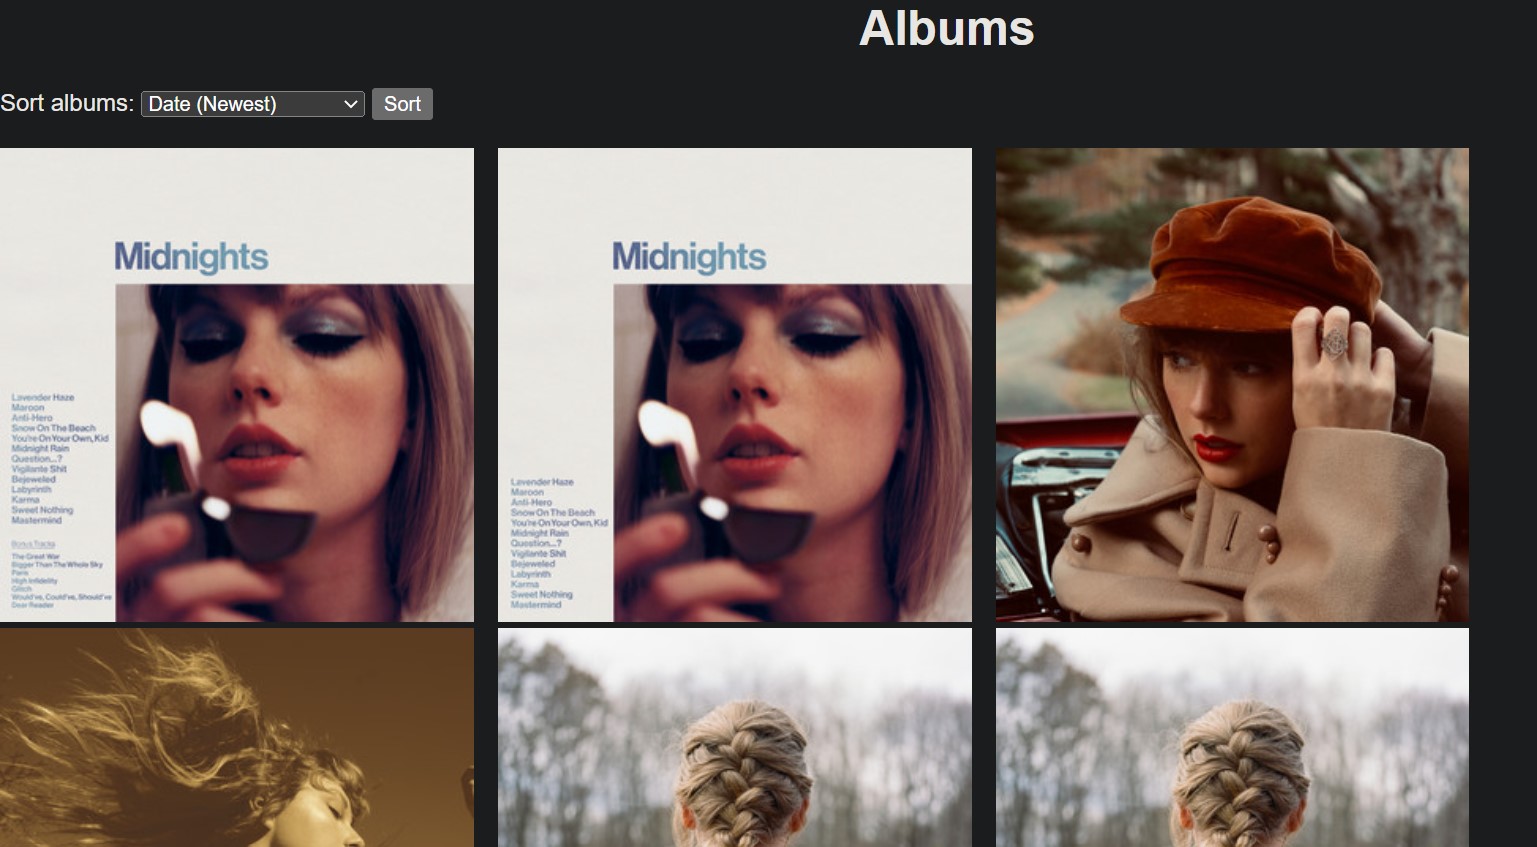 Albums
Sort albums: Date (Newest) Sort
Midnights
Lavender Haze
Maroon
Anti-Hero
Snow On The Beach
You're On Your Own, Kid
Midnight Rain
Question...?
Vigilante Shit
Bejeweled
Labyrinth
Karma
Sweet Nothing
Mastermind
Bonus Tracks
The Great War
Bigger Than The Whole Sky
Paris
High Infidelity
Glitch
Would've, Could've, Should've
Dear Reader
Midnights
Lavender Haze
Maroon
Anti-Hero
Snow On The Beach
You're On Your Own, Kid
Midnight Rain
Question...?
Vigilante Shit
Bejeweled
Labyrinth
Karma
Sweet Nothing
Mastermind